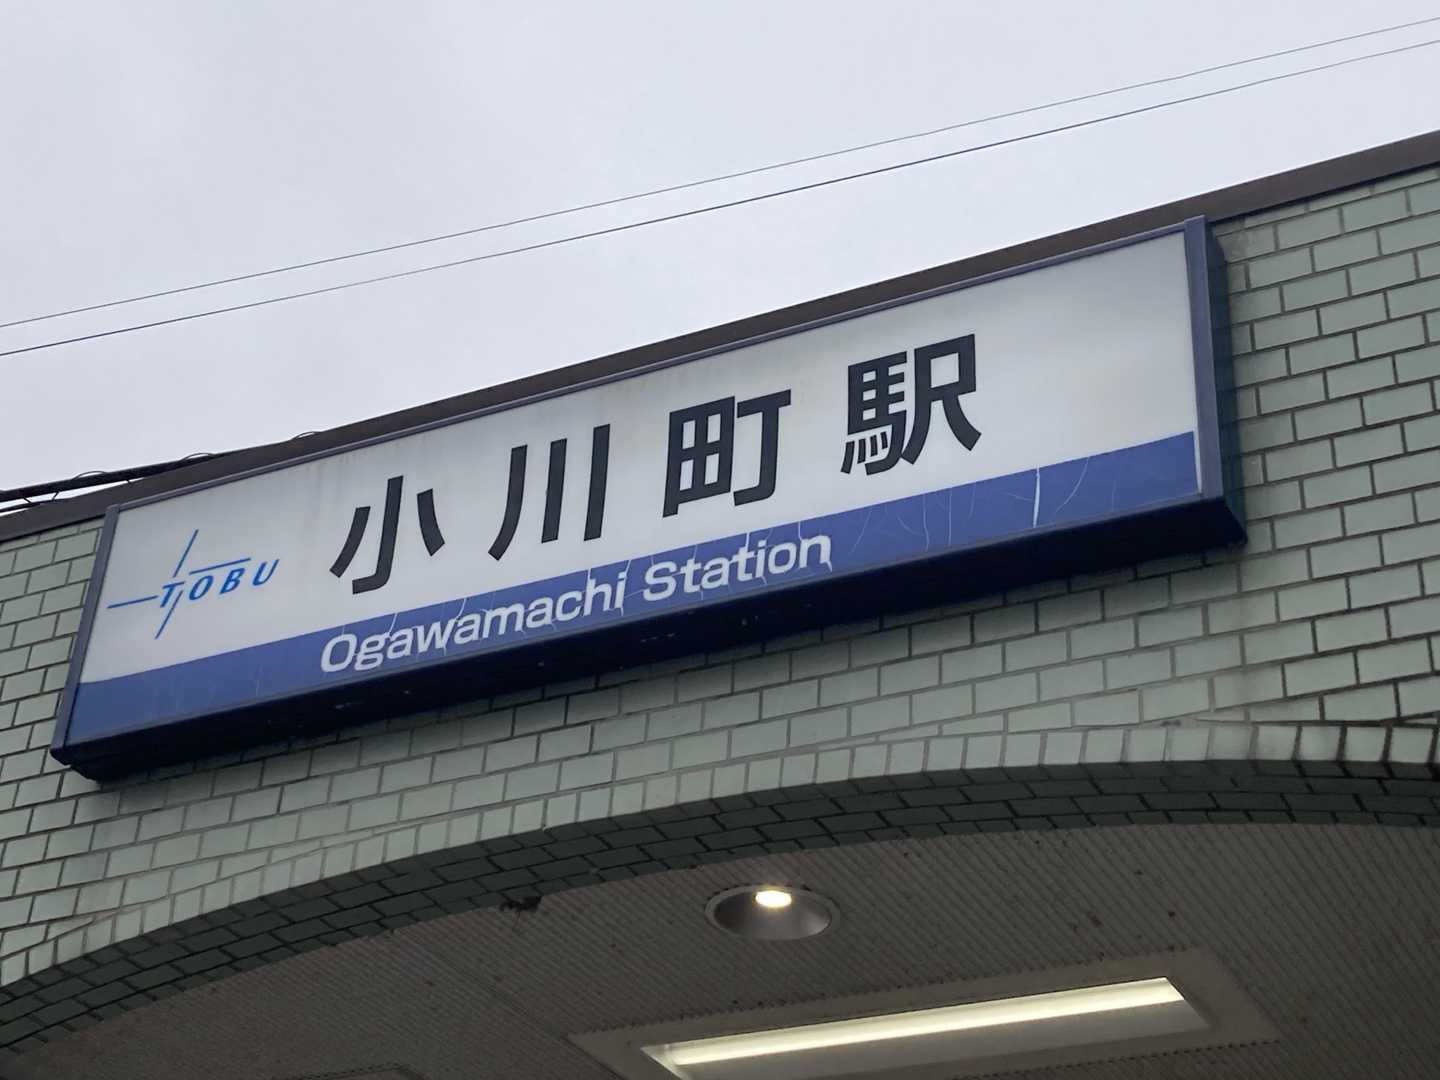 TOBU
小川町駅
Ogawamachi Station